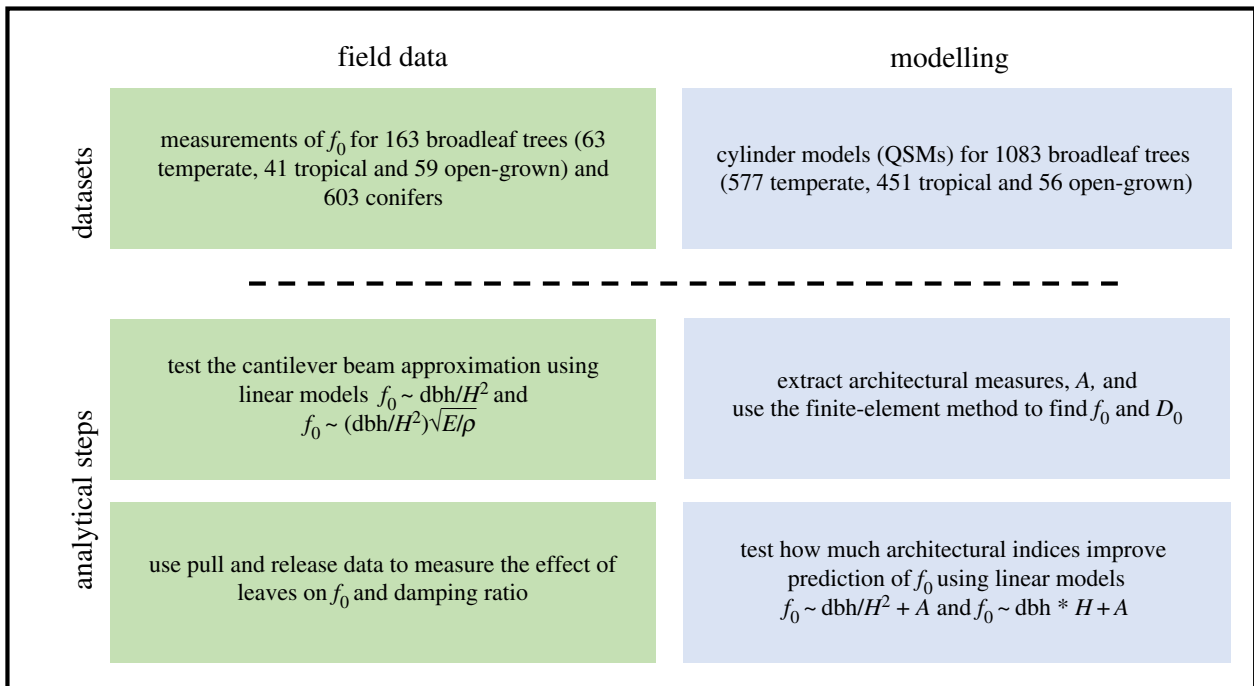 field data
modelling
datasets
measurements of f₀ for 163 broadleaf trees (63
temperate, 41 tropical and 59 open-grown) and
603 conifers
cylinder models (QSMs) for 1083 broadleaf trees
(577 temperate, 451 tropical and 56 open-grown)
analytical steps
test the cantilever beam approximation using
linear models f₀ ~ dbh/H² and
f₀ ~ (dbh/H²)√E/ρ
extract architectural measures, A, and
use the finite-element method to find f₀ and D₀
use pull and release data to measure the effect of
leaves on f₀ and damping ratio
test how much architectural indices improve
prediction of f₀ using linear models
f₀ ~ dbh/H² + A and f₀ ~ dbh * H + A